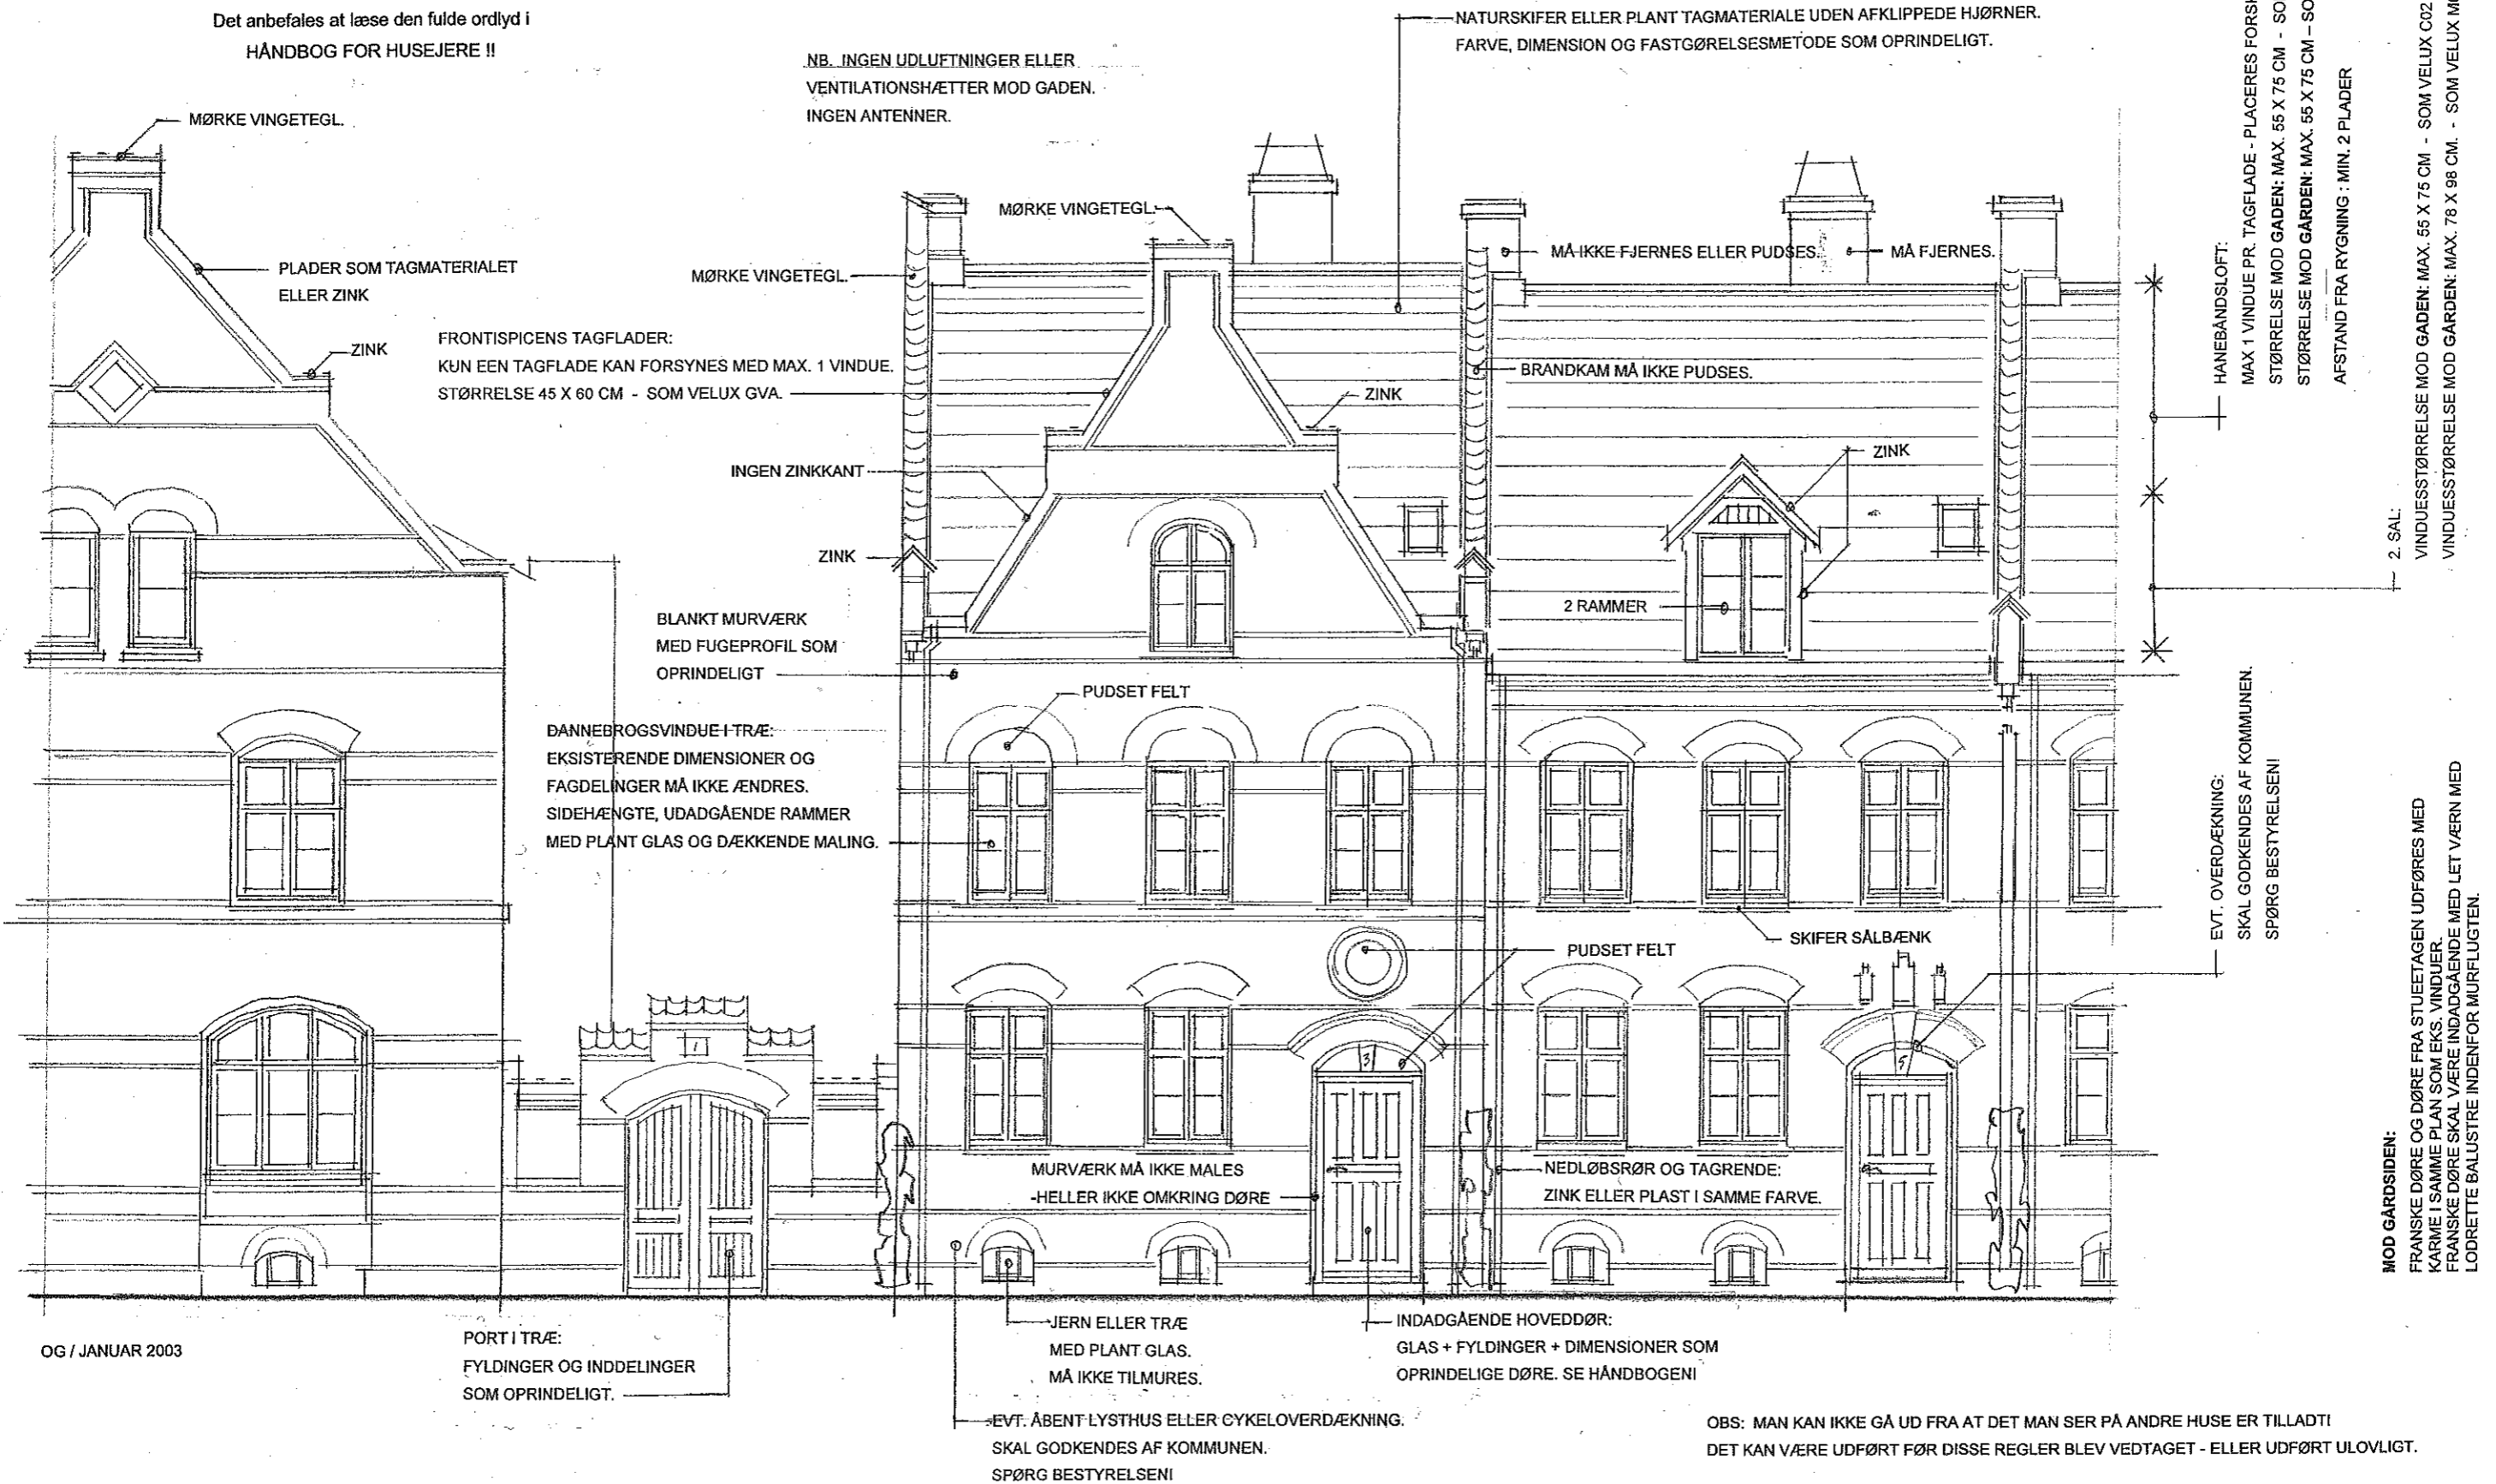 Det anbefales at læse den fulde ordlyd i
HÅNDBOG FOR HUSEJERE !!
NB. INGEN UDLUFTNINGER ELLER
VENTILATIONSHÆTTER MOD GADEN.
INGEN ANTENNER.
NATURSKIFER ELLER PLANT TAGMATERIALE UDEN AFKLIPPEDE HJØRNER.
FARVE, DIMENSION OG FASTGØRELSESMETODE SOM OPRINDELIGT.
MØRKE VINGETEGL.
PLADER SOM TAGMATERIALET
ELLER ZINK
ZINK
FRONTISPICENS TAGFLADER:
KUN EEN TAGFLADE KAN FORSYNES MED MAX. 1 VINDUE.
STØRRELSE 45 X 60 CM - SOM VELUX GVA.
MØRKE VINGETEGL.
MØRKE VINGETEGL.
MÅ IKKE FJERNES ELLER PUDSES.
MÅ FJERNES.
BRANDKAM MÅ IKKE PUDSES.
ZINK
INGEN ZINKKANT
ZINK
ZINK
2 RAMMER
BLANKT MURVÆRK
MED FUGEPROFIL SOM
OPRINDELIGT
PUDSET FELT
DANNEBROGSVINDUE I TRÆ:
EKSISTERENDE DIMENSIONER OG
FAGDELINGER MÅ IKKE ÆNDRES.
SIDEHÆNGTE, UDADGÅENDE RAMMER
MED PLANT GLAS OG DÆKKENDE MALING.
SKIFER SÅLBÆNK
PUDSET FELT
1
3
5
MURVÆRK MÅ IKKE MALES
-HELLER IKKE OMKRING DØRE
NEDLØBSRØR OG TAGRENDE:
ZINK ELLER PLAST I SAMME FARVE.
OG / JANUAR 2003
PORT I TRÆ:
FYLDINGER OG INDDELINGER
SOM OPRINDELIGT.
JERN ELLER TRÆ
MED PLANT GLAS.
MÅ IKKE TILMURES.
INDADGÅENDE HOVEDDØR:
GLAS + FYLDINGER + DIMENSIONER SOM
OPRINDELIGE DØRE. SE HÅNDBOGEN!
EVT. ÅBENT LYSTHUS ELLER CYKELOVERDÆKNING.
SKAL GODKENDES AF KOMMUNEN.
SPØRG BESTYRELSEN!
OBS: MAN KAN IKKE GÅ UD FRA AT DET MAN SER PÅ ANDRE HUSE ER TILLADT!
DET KAN VÆRE UDFØRT FØR DISSE REGLER BLEV VEDTAGET - ELLER UDFØRT ULOVLIGT.
HANEBÅNDSLOFT:
MAX 1 VINDUE PR. TAGFLADE - PLACERES
STØRRELSE MOD GADEN: MAX. 55 X 75 CM -
STØRRELSE MOD GÅRDEN: MAX. 55 X 75 CM -
AFSTAND FRA RYGNING : MIN. 2 PLADER
2. SAL:
VINDUESSTØRRELSE MOD GADEN: MAX. 55 X 75 CM - SOM VELUX C02
VINDUESSTØRRELSE MOD GÅRDEN: MAX. 78 X 98 CM. - SOM VELUX
EVT. OVERDÆKNING:
SKAL GODKENDES AF KOMMUNEN.
SPØRG BESTYRELSEN!
MOD GÅRDSIDEN:
FRANSKE DØRE OG DØRE FRA STUEETAGEN UDFØRES MED
KARME I SAMME PLAN SOM EKS. VINDUER.
FRANSKE DØRE SKAL VÆRE INDADGÅENDE MED LET VÆRN MED
LODRETTE BALUSTRE INDENFOR MURFLUGTEN.